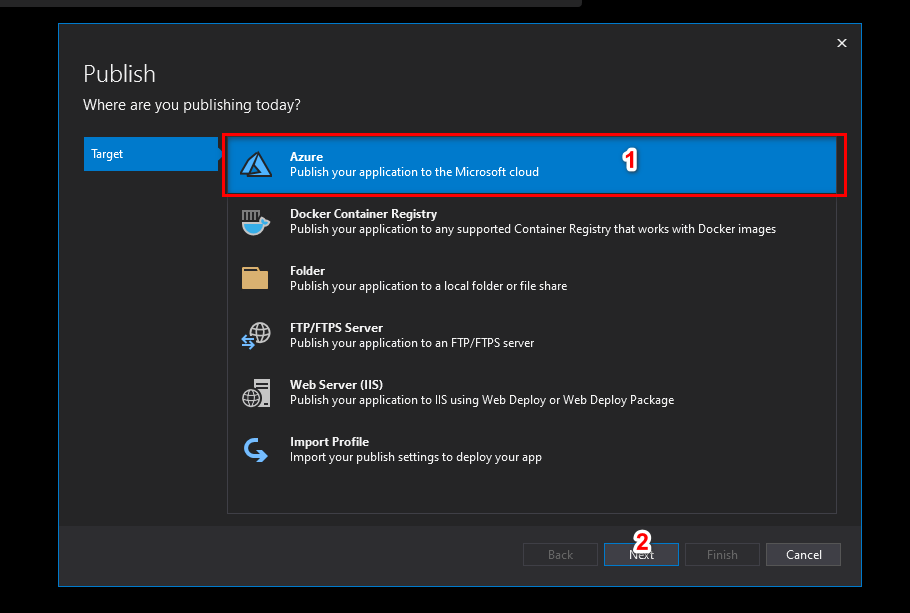 Publish
Where are you publishing today?
Target
Azure
Publish your application to the Microsoft cloud
1
Docker Container Registry
Publish your application to any supported Container Registry that works with Docker images
Folder
Publish your application to a local folder or file share
FTP/FTPS Server
Publish your application to an FTP/FTPS server
Web Server (IIS)
Publish your application to IIS using Web Deploy or Web Deploy Package
Import Profile
Import your publish settings to deploy your app
2
Back
Next
Finish
Cancel